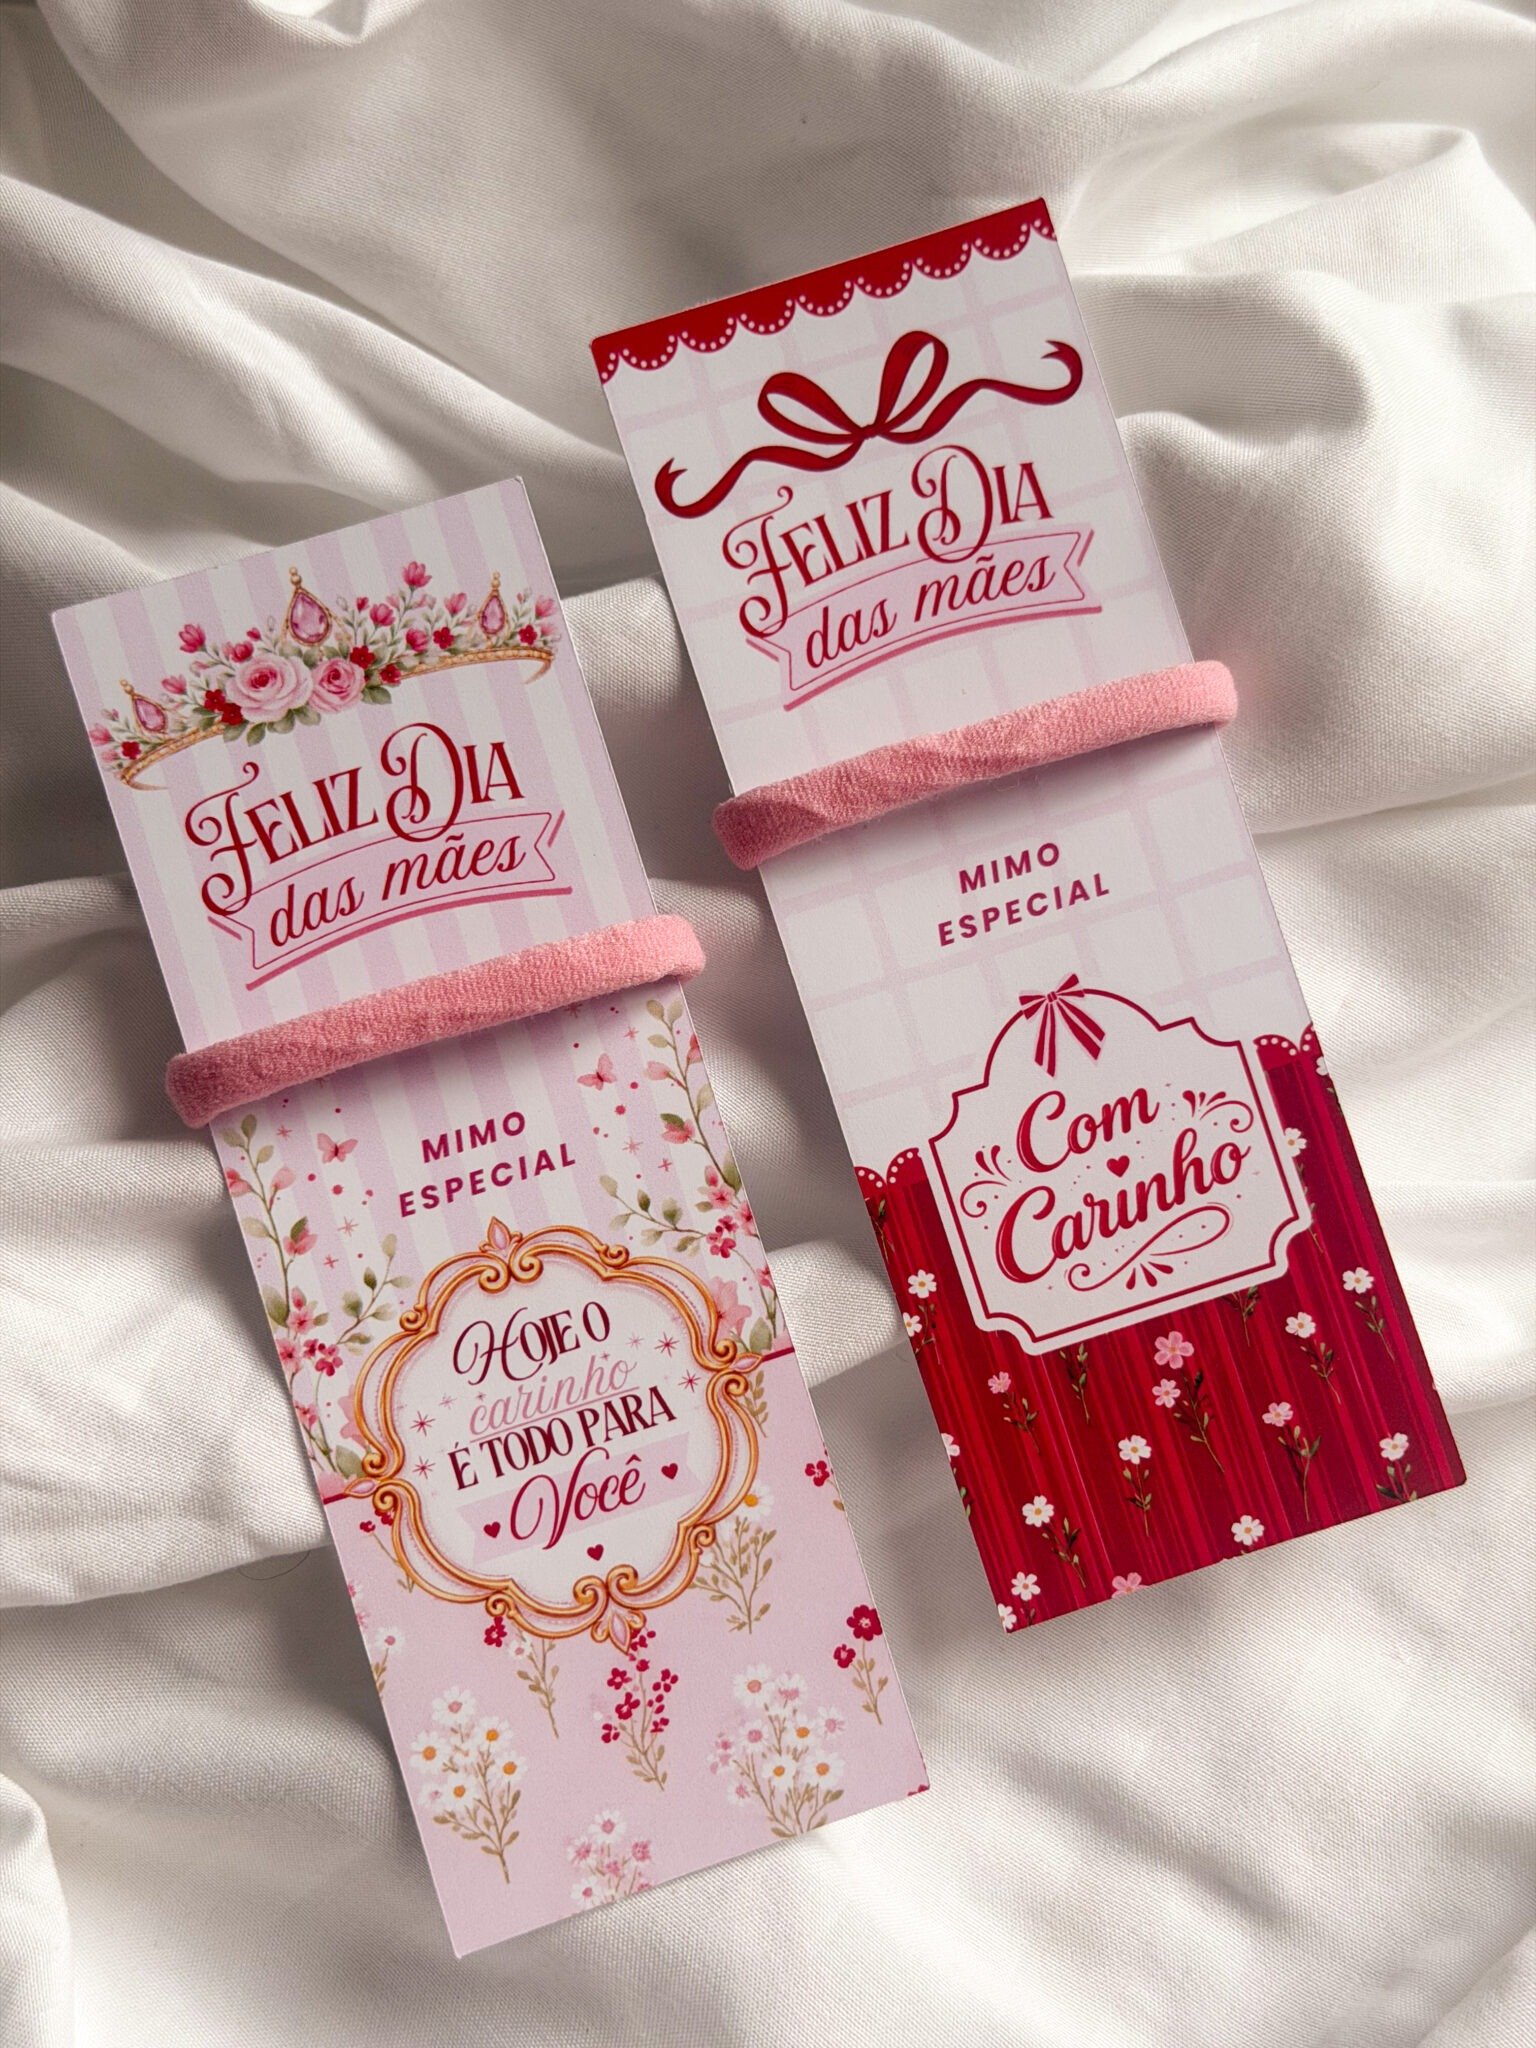 FELIZ DIA
das mães
MIMO
ESPECIAL
HOJE O
carinho
É TODO PARA
Você
FELIZ DIA
das mães
MIMO
ESPECIAL
Com
Carinho